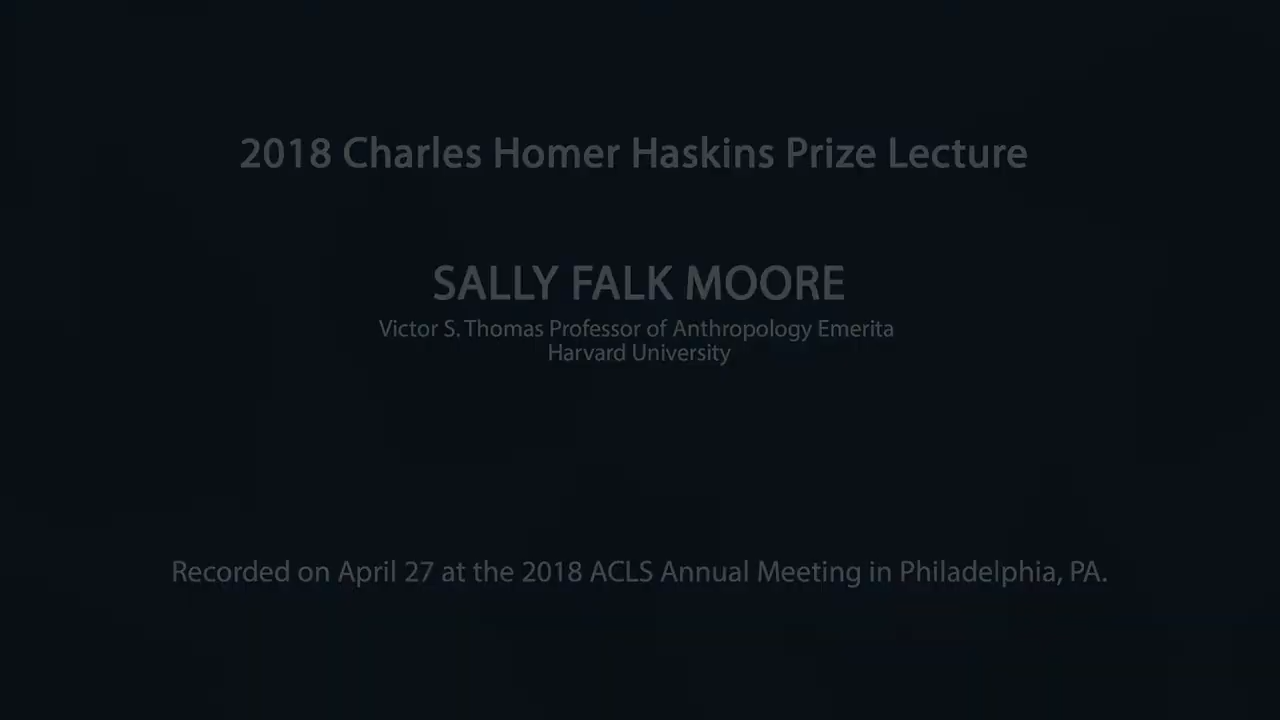 2018 Charles Homer Haskins Prize Lecture
SALLY FALK MOORE
Victor S. Thomas Professor of Anthropology Emerita
Harvard University
Recorded on April 27 at the 2018 ACLS Annual Meeting in Philadelphia, PA.